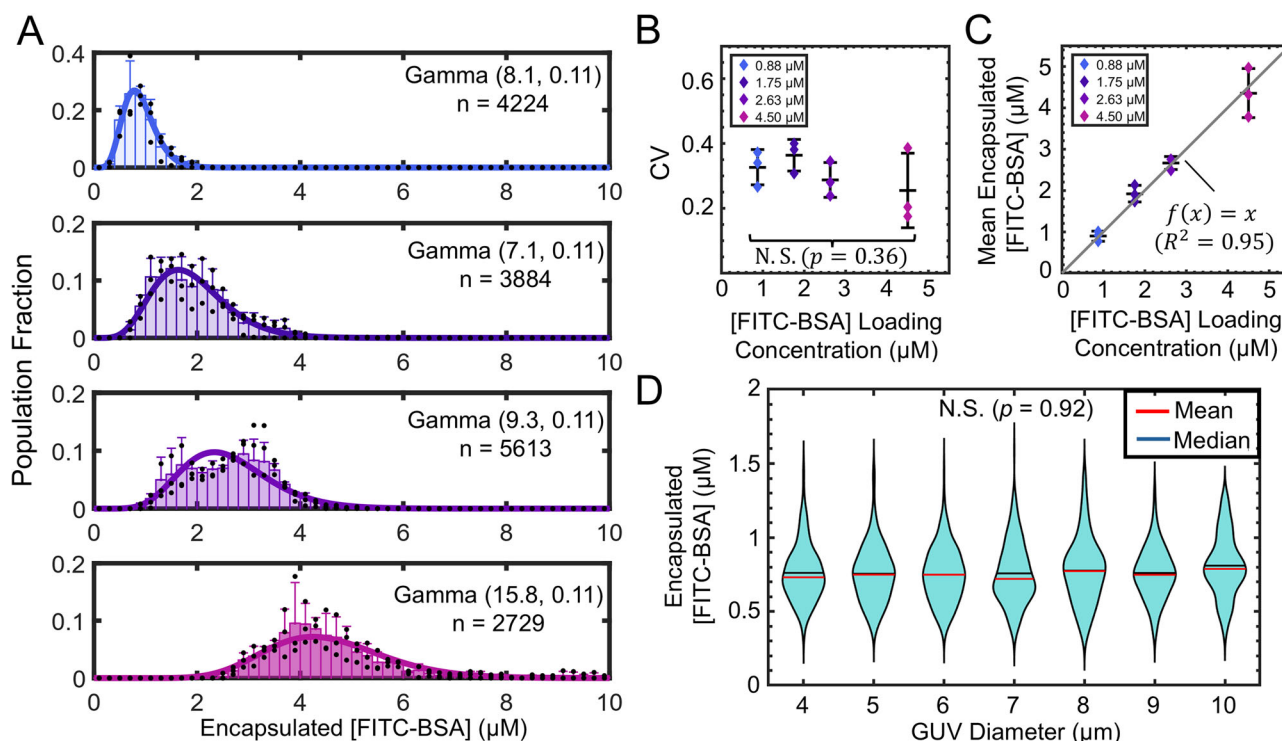 A
Population Fraction
0.4
0.2
0
Gamma (8.1, 0.11)
n = 4224
0 2 4 6 8 10
0.2
0.1
0
Gamma (7.1, 0.11)
n = 3884
0 2 4 6 8 10
0.2
0.1
0
Gamma (9.3, 0.11)
n = 5613
0 2 4 6 8 10
0.2
0.1
0
Gamma (15.8, 0.11)
n = 2729
0 2 4 6 8 10
Encapsulated [FITC-BSA] (µM)
B
CV
0.6
0.4
0.2
0.88 µM
1.75 µM
2.63 µM
4.50 µM
N. S. (p = 0.36)
0 1 2 3 4 5
[FITC-BSA] Loading
Concentration (µM)
C
Mean Encapsulated
[FITC-BSA] (µM)
5
4
3
2
1
0
0.88 µM
1.75 µM
2.63 µM
4.50 µM
f(x) = x
(R² = 0.95)
0 1 2 3 4 5
[FITC-BSA] Loading
Concentration (µM)
D
Encapsulated
[FITC-BSA] (µM)
2
1.5
1
0.5
0
N.S. (p = 0.92)
Mean
Median
4 5 6 7 8 9 10
GUV Diameter (µm)